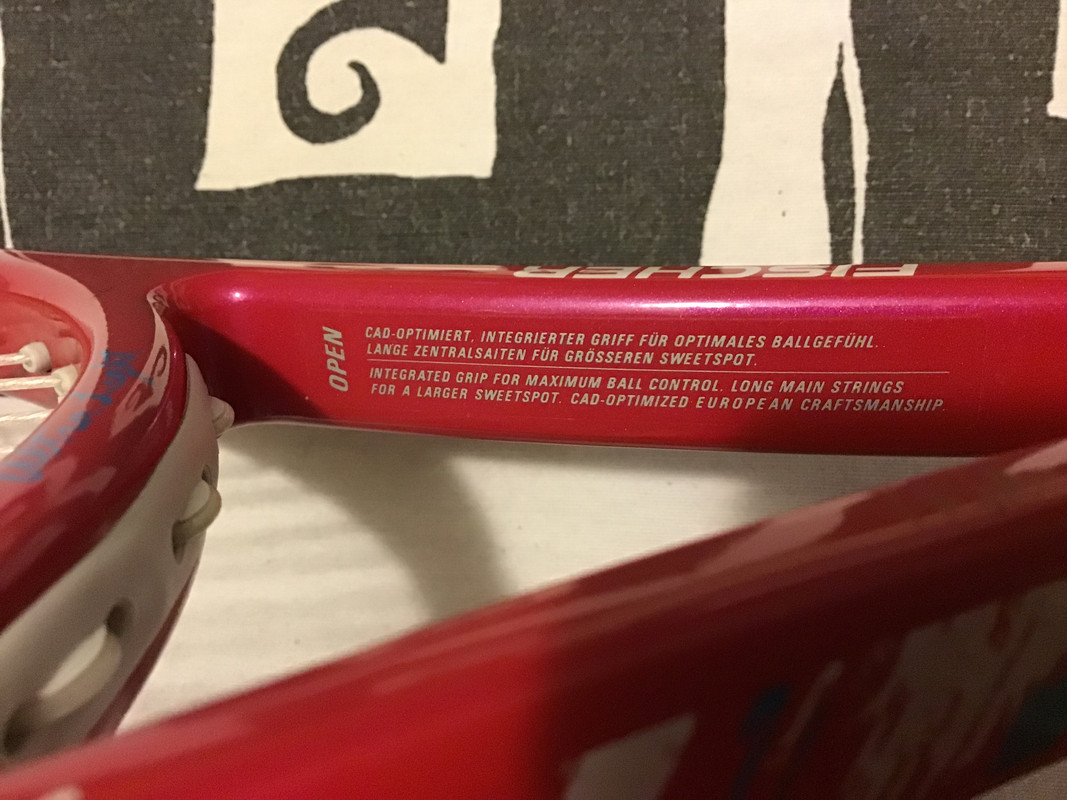 FISCHER
OPEN
CAD-OPTIMIERT, INTEGRIERTER GRIFF FÜR OPTIMALES BALLGEFÜHL.
LANGE ZENTRALSAITEN FÜR GRÖSSEREN SWEETSPOT.
INTEGRATED GRIP FOR MAXIMUM BALL CONTROL. LONG MAIN STRINGS
FOR A LARGER SWEETSPOT. CAD-OPTIMIZED EUROPEAN CRAFTSMANSHIP.